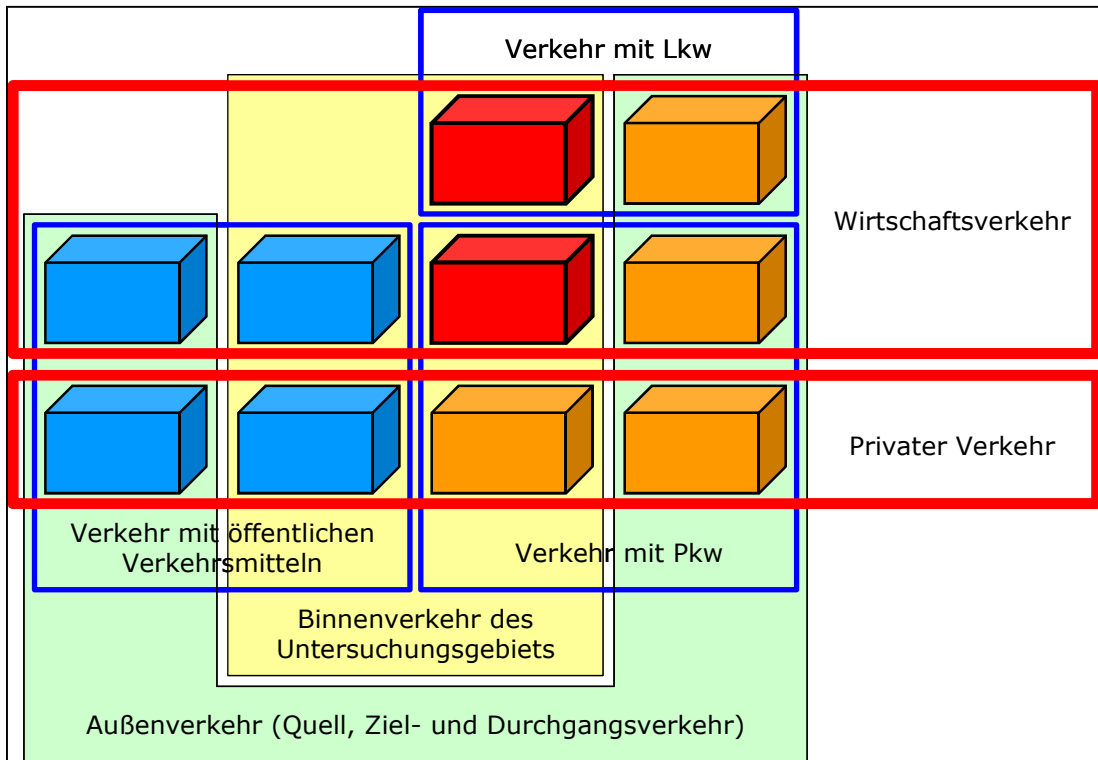 Verkehr mit Lkw
Wirtschaftsverkehr
Privater Verkehr
Verkehr mit öffentlichen
Verkehrsmitteln
Verkehr mit Pkw
Binnenverkehr des
Untersuchungsgebiets
Außenverkehr (Quell, Ziel- und Durchgangsverkehr)